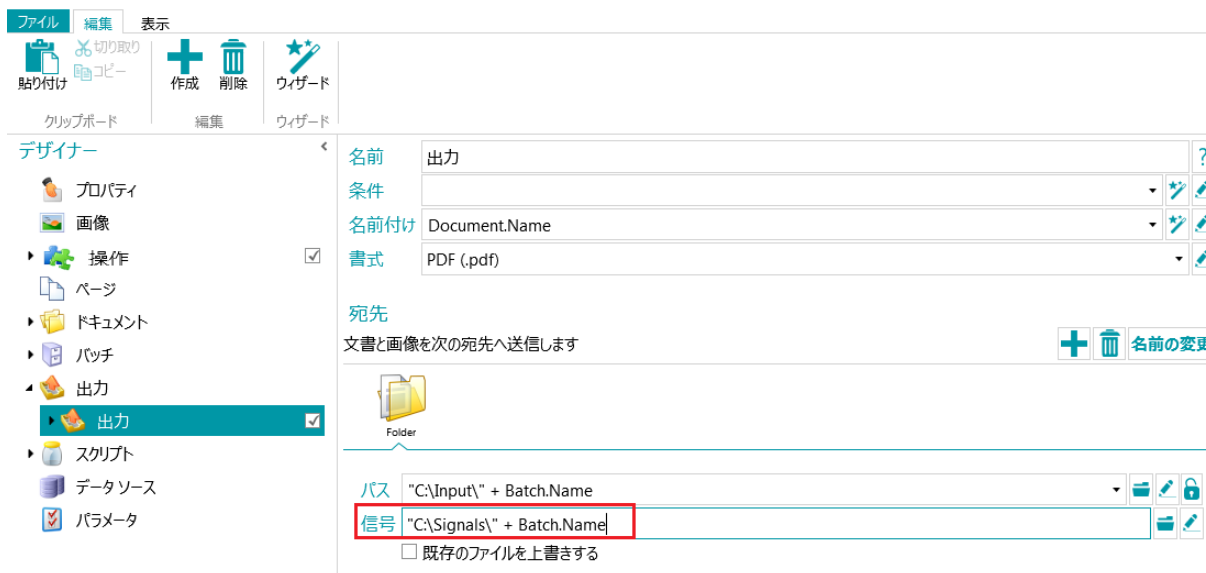 ファイル 編集 表示
貼り付け 切り取り コピー 作成 削除 ウィザード
クリップボード 編集 ウィザード
デザイナー
プロパティ
画像
操作
ページ
ドキュメント
バッチ
出力
出力
スクリプト
データソース
パラメータ
名前 出力 ?
条件
名前付け Document.Name
書式 PDF (.pdf)
宛先
文書と画像を次の宛先へ送信します 名前の変更
Folder
パス "C:\Input\" + Batch.Name
信号 "C:\Signals\" + Batch.Name
既存のファイルを上書きする